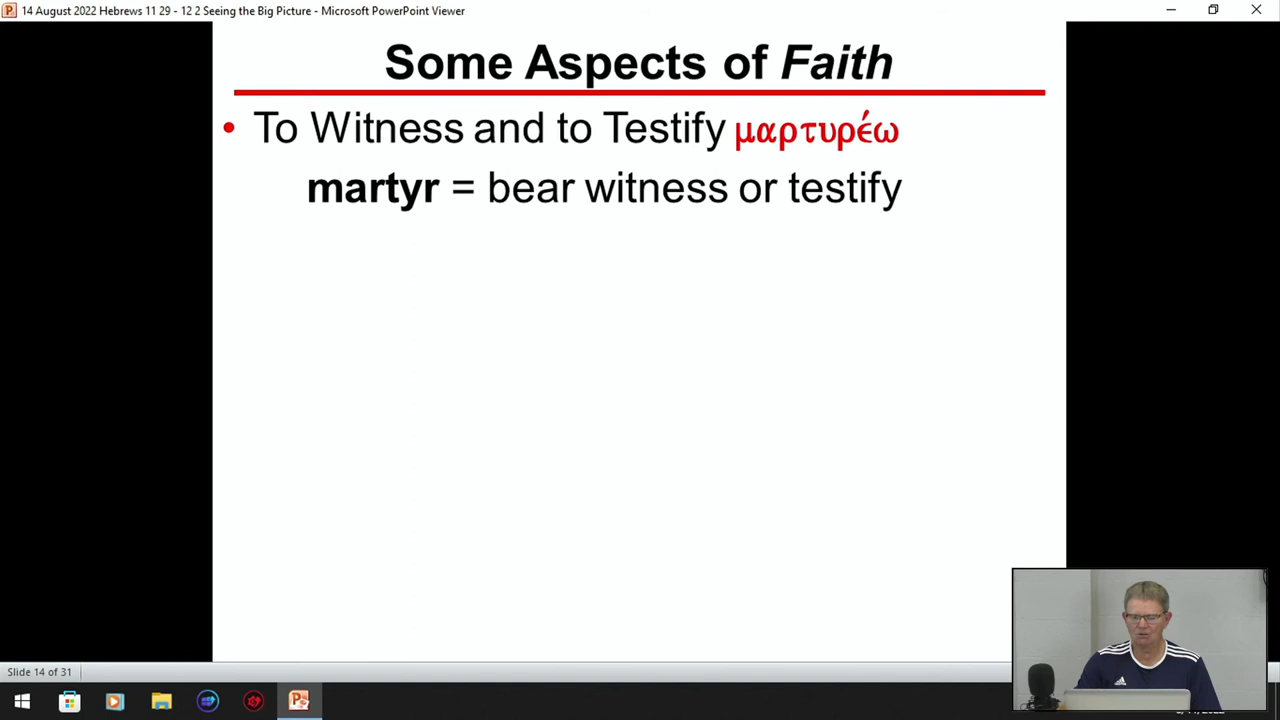 14 August 2022 Hebrews 11 29 - 12 2 Seeing the Big Picture - Microsoft PowerPoint Viewer
Some Aspects of Faith
• To Witness and to Testify μαρτυρέω
martyr = bear witness or testify
Slide 14 of 31